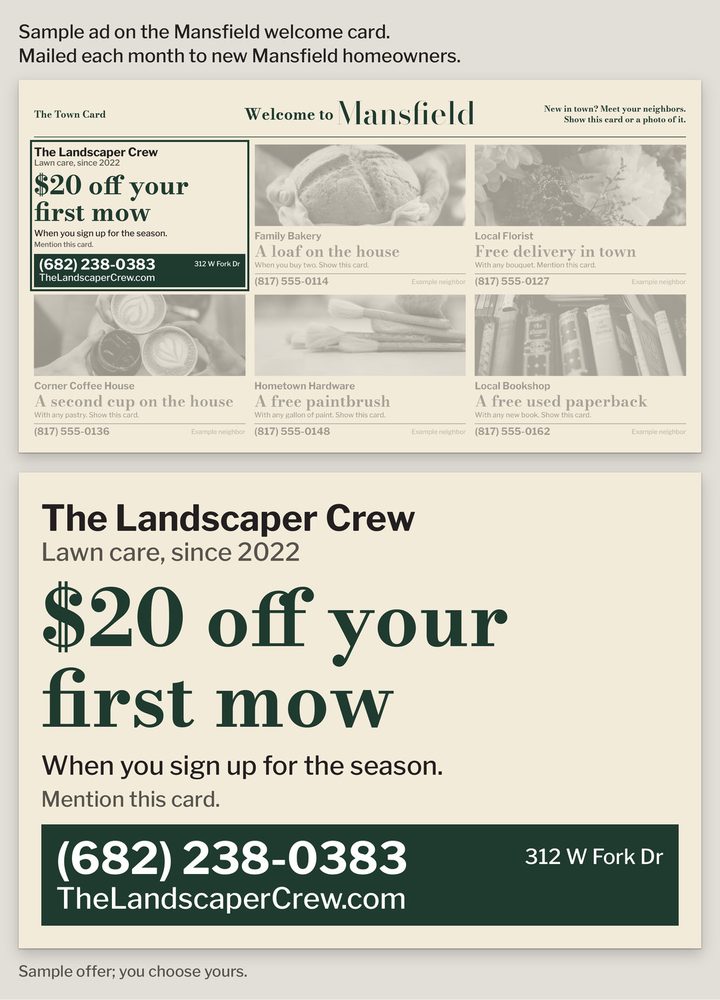 Sample ad on the Mansfield welcome card.
Mailed each month to new Mansfield homeowners.
The Town Card
Welcome to Mansfield
New in town? Meet your neighbors.
Show this card or a photo of it.
The Landscaper Crew
Lawn care, since 2022
$20 off your
first mow
When you sign up for the season.
Mention this card.
(682) 238-0383
312 W Fork Dr
TheLandscaperCrew.com
Family Bakery
A loaf on the house
When you buy two. Show this card.
(817) 555-0114
Example neighbor
Local Florist
Free delivery in town
With any bouquet. Mention this card.
(817) 555-0127
Example neighbor
Corner Coffee House
A second cup on the house
With any pastry. Show this card.
(817) 555-0136
Example neighbor
Hometown Hardware
A free paintbrush
With any gallon of paint. Show this card.
(817) 555-0148
Example neighbor
Local Bookshop
A free used paperback
With any new book. Show this card.
(817) 555-0162
Example neighbor
The Landscaper Crew
Lawn care, since 2022
$20 off your
first mow
When you sign up for the season.
Mention this card.
(682) 238-0383
312 W Fork Dr
TheLandscaperCrew.com
Sample offer; you choose yours.